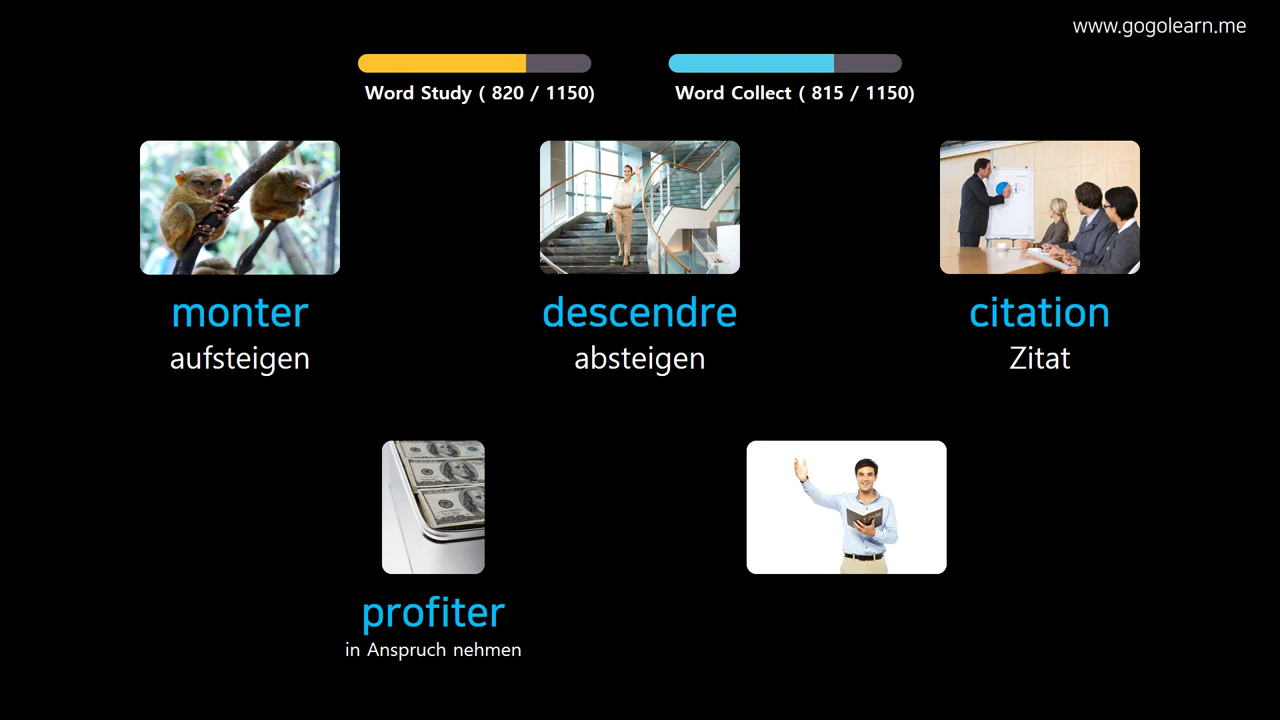 www.gogolearn.me
Word Study ( 820 / 1150)
Word Collect ( 815 / 1150)
monter
aufsteigen
descendre
absteigen
citation
Zitat
profiter
in Anspruch nehmen